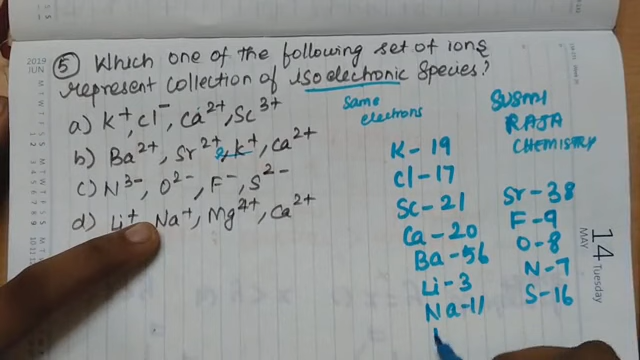 5 Which one of the following set of ions
represent collection of isoelectronic species?
a) K+, Cl-, Ca2+, Sc3+
b) Ba2+, Sr2+, K+, Ca2+
c) N3-, O2-, F-, S2-
d) Li+, Na+, Mg2+, Ca2+
Same
electrons
K-19
Cl-17
Sc-21
Ca-20
Ba-56
Li-3
Na-11
SUSMI
RAJA
CHEMISTRY
Sr-38
F-9
O-8
N-7
S-16
2019
JUN
M T W T F S
14
Tuesday
MAY